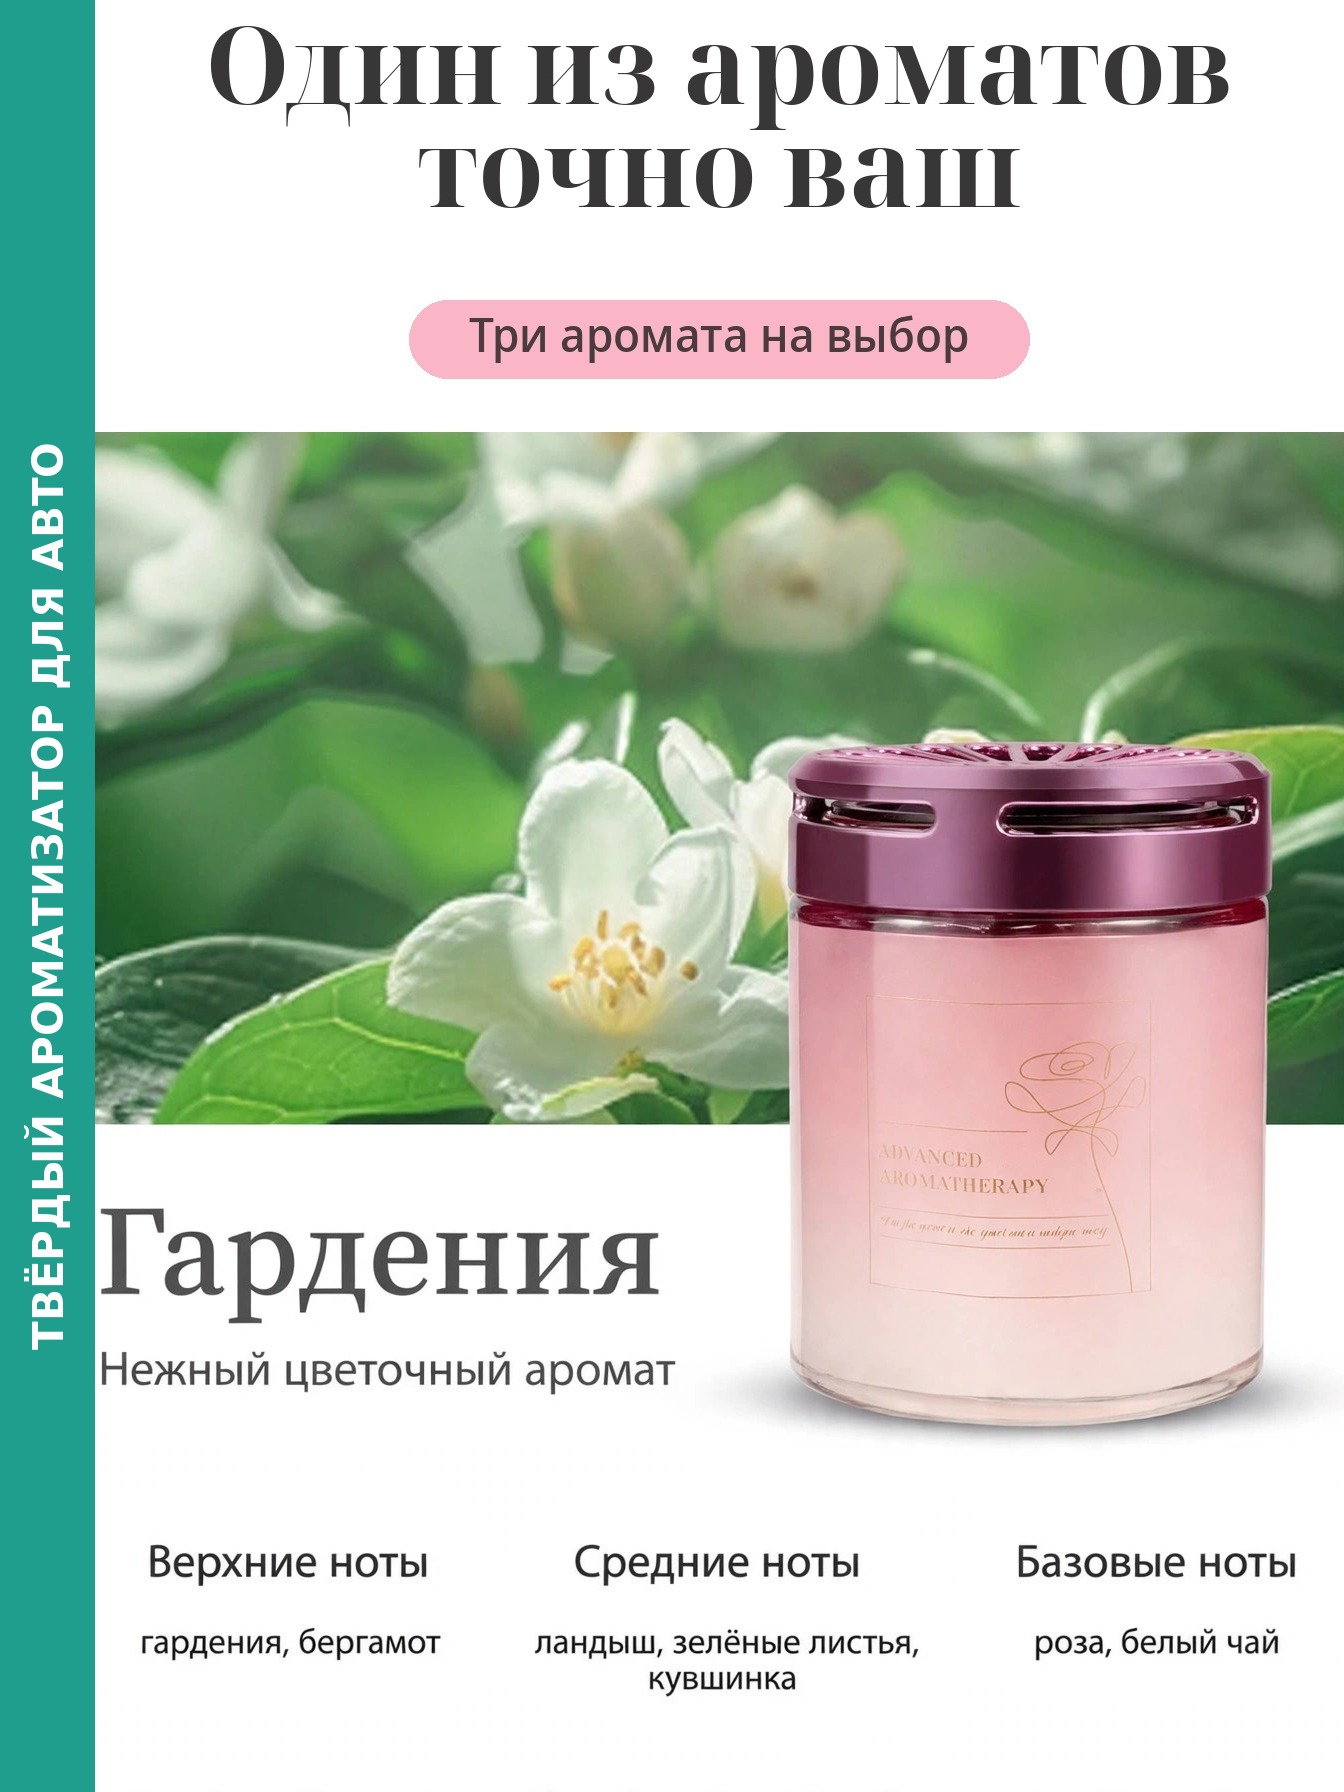 Один из ароматов
точно ваш
Три аромата на выбор
ТВЁРДЫЙ АРОМАТИЗАТОР ДЛЯ АВТО
ADVANCED
AROMATHERAPY
Гардения
Нежный цветочный аромат
Верхние ноты
гардения, бергамот
Средние ноты
ландыш, зелёные листья,
кувшинка
Базовые ноты
роза, белый чай